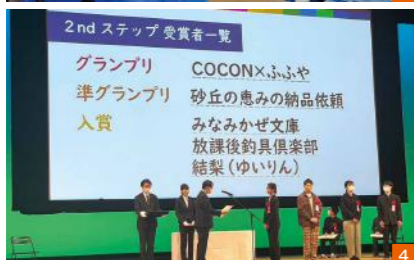 2ndステップ受賞者一覧
グランプリ COCON×ふふや
準グランプリ 砂丘の恵みの納品依頼
入賞 みなみかぜ文庫
放課後釣具倶楽部
結梨(ゆいりん)
4